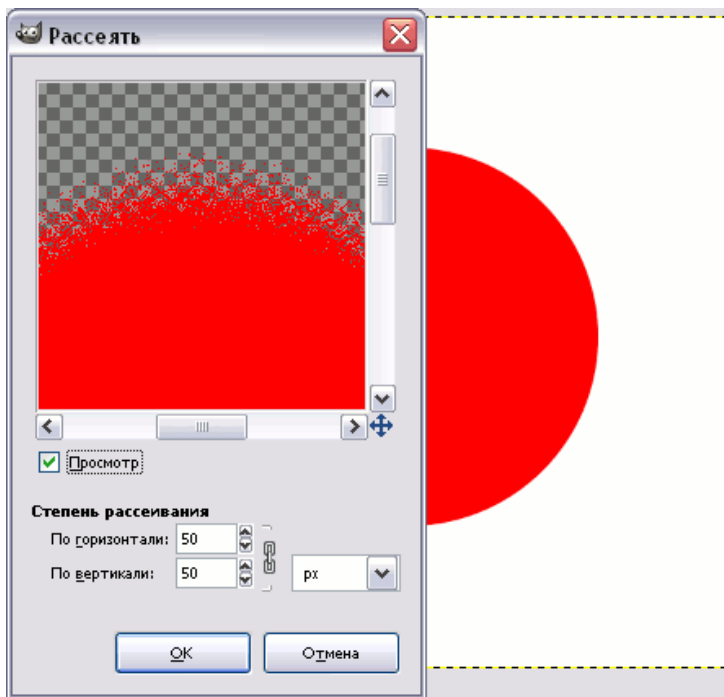 Рассеять
Просмотр
Степень рассеивания
По горизонтали: 50
По вертикали: 50 px
OK Отмена